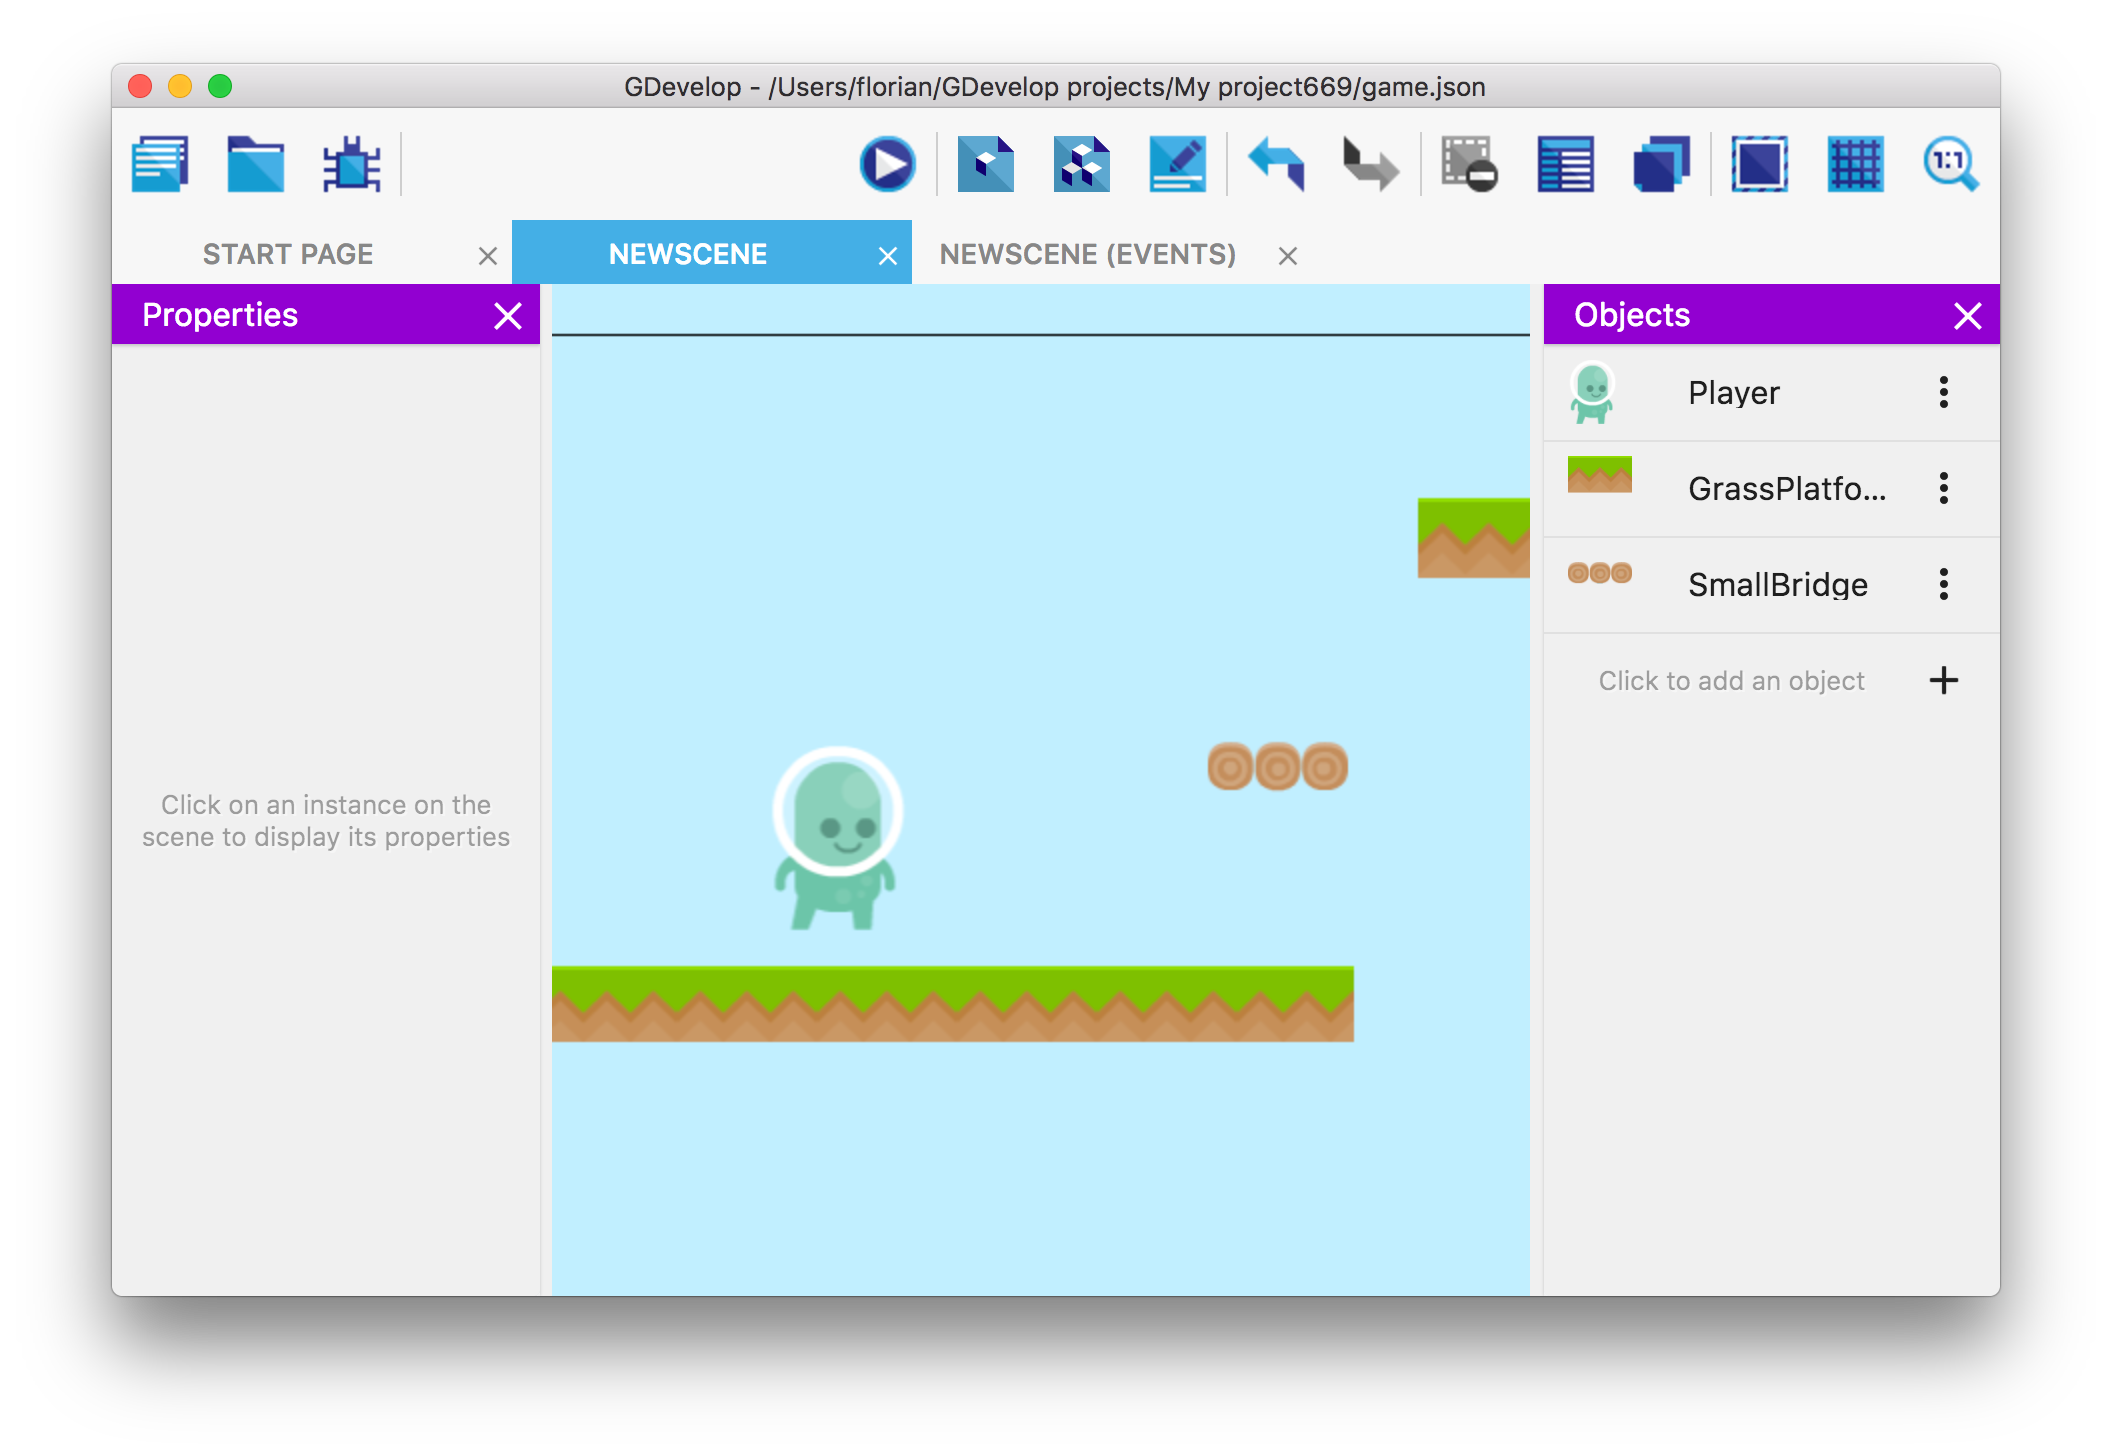 GDevelop - /Users/florian/GDevelop projects/My project669/game.json
1:1
START PAGE
NEWSCENE
NEWSCENE (EVENTS)
Properties
Objects
Player
GrassPlatfo...
SmallBridge
Click to add an object
Click on an instance on the
scene to display its properties